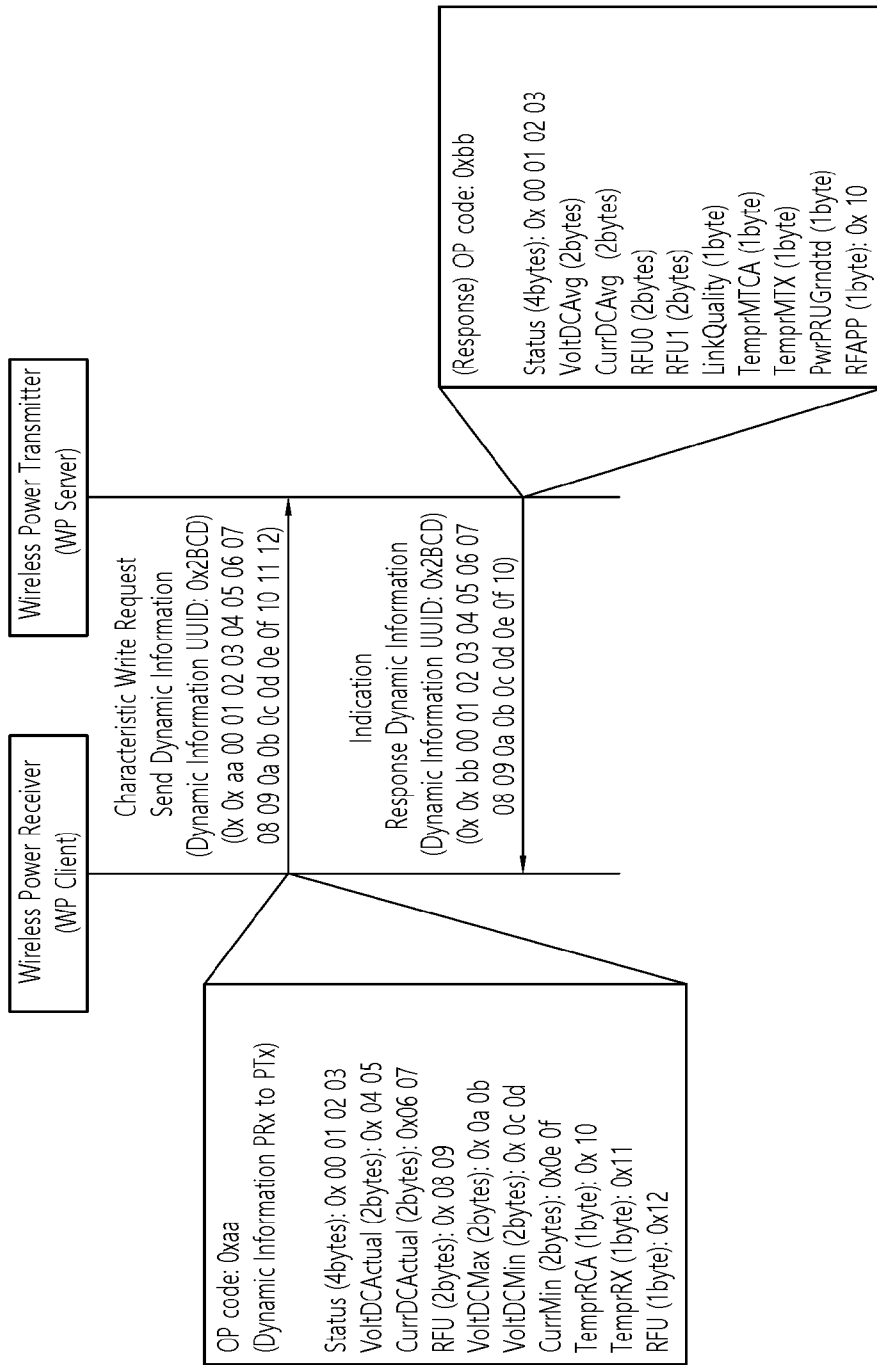 Wireless Power Receiver
(WP Client)
Wireless Power Transmitter
(WP Server)
Characteristic Write Request
Send Dynamic Information
(Dynamic Information UUID: 0x2BCD)
(0x 0x aa 00 01 02 03 04 05 06 07
08 09 0a 0b 0c 0d 0e 0f 10 11 12)
Indication
Response Dynamic Information
(Dynamic Information UUID: 0x2BCD)
(0x 0x bb 00 01 02 03 04 05 06 07
08 09 0a 0b 0c 0d 0e 0f 10)
OP code: 0xaa
(Dynamic Information PRx to PTx)
Status (4bytes): 0x 00 01 02 03
VoltDCActual (2bytes): 0x 04 05
CurrDCActual (2bytes): 0x06 07
RFU (2bytes): 0x 08 09
VoltDCMax (2bytes): 0x 0a 0b
VoltDCMin (2bytes): 0x 0c 0d
CurrMin (2bytes): 0x0e 0f
TemprRCA (1byte): 0x 10
TemprRX (1byte): 0x11
RFU (1byte): 0x12
(Response) OP code: 0xbb
Status (4bytes): 0x 00 01 02 03
VoltDCAvg (2bytes)
CurrDCAvg (2bytes)
RFU0 (2bytes)
RFU1 (2bytes)
LinkQuality (1byte)
TemprMTCA (1byte)
TemprMTX (1byte)
PwrPRUGrndtd (1byte)
RFAPP (1byte): 0x 10